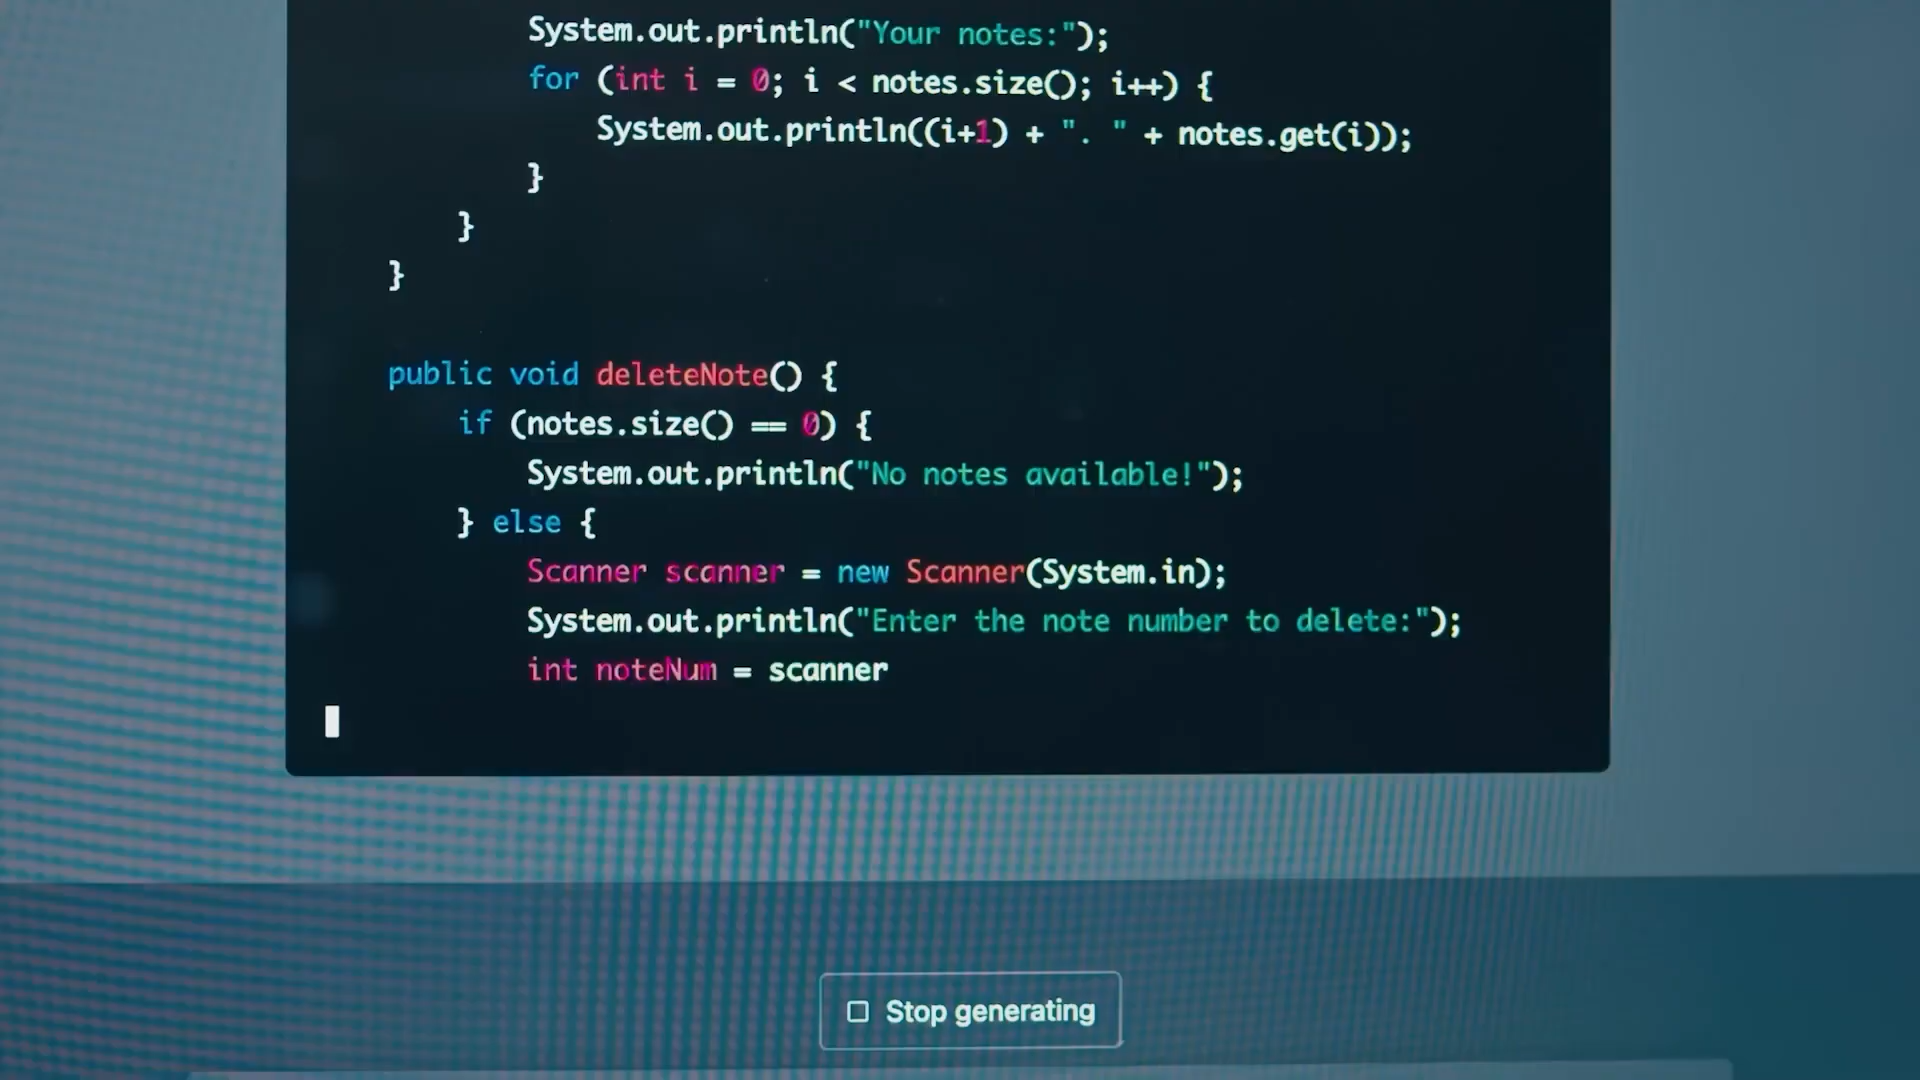 System.out.println("Your notes:");
for (int i = 0; i < notes.size(); i++) {
System.out.println((i+1) + ". " + notes.get(i));
}
}
}
public void deleteNote() {
if (notes.size() == 0) {
System.out.println("No notes available!");
} else {
Scanner scanner = new Scanner(System.in);
System.out.println("Enter the note number to delete:");
int noteNum = scanner
Stop generating